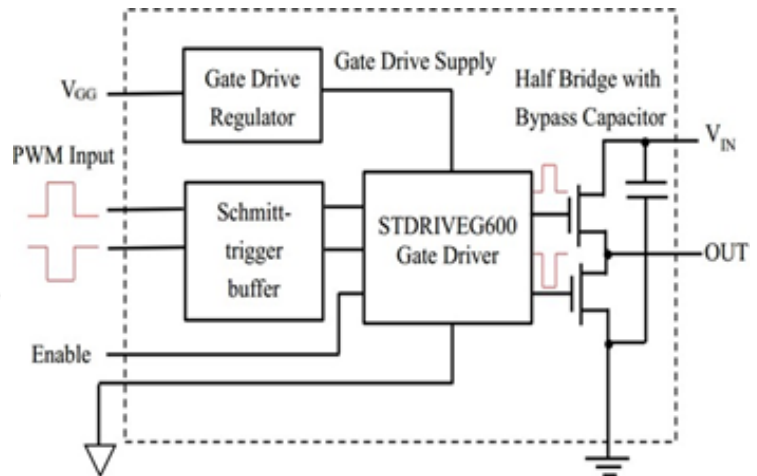 Gate Drive Supply
Gate Drive
Regulator
Half Bridge with
Bypass Capacitor
VGG
VIN
PWM Input
Schmitt-
trigger
buffer
STDRIVEG600
Gate Driver
OUT
Enable